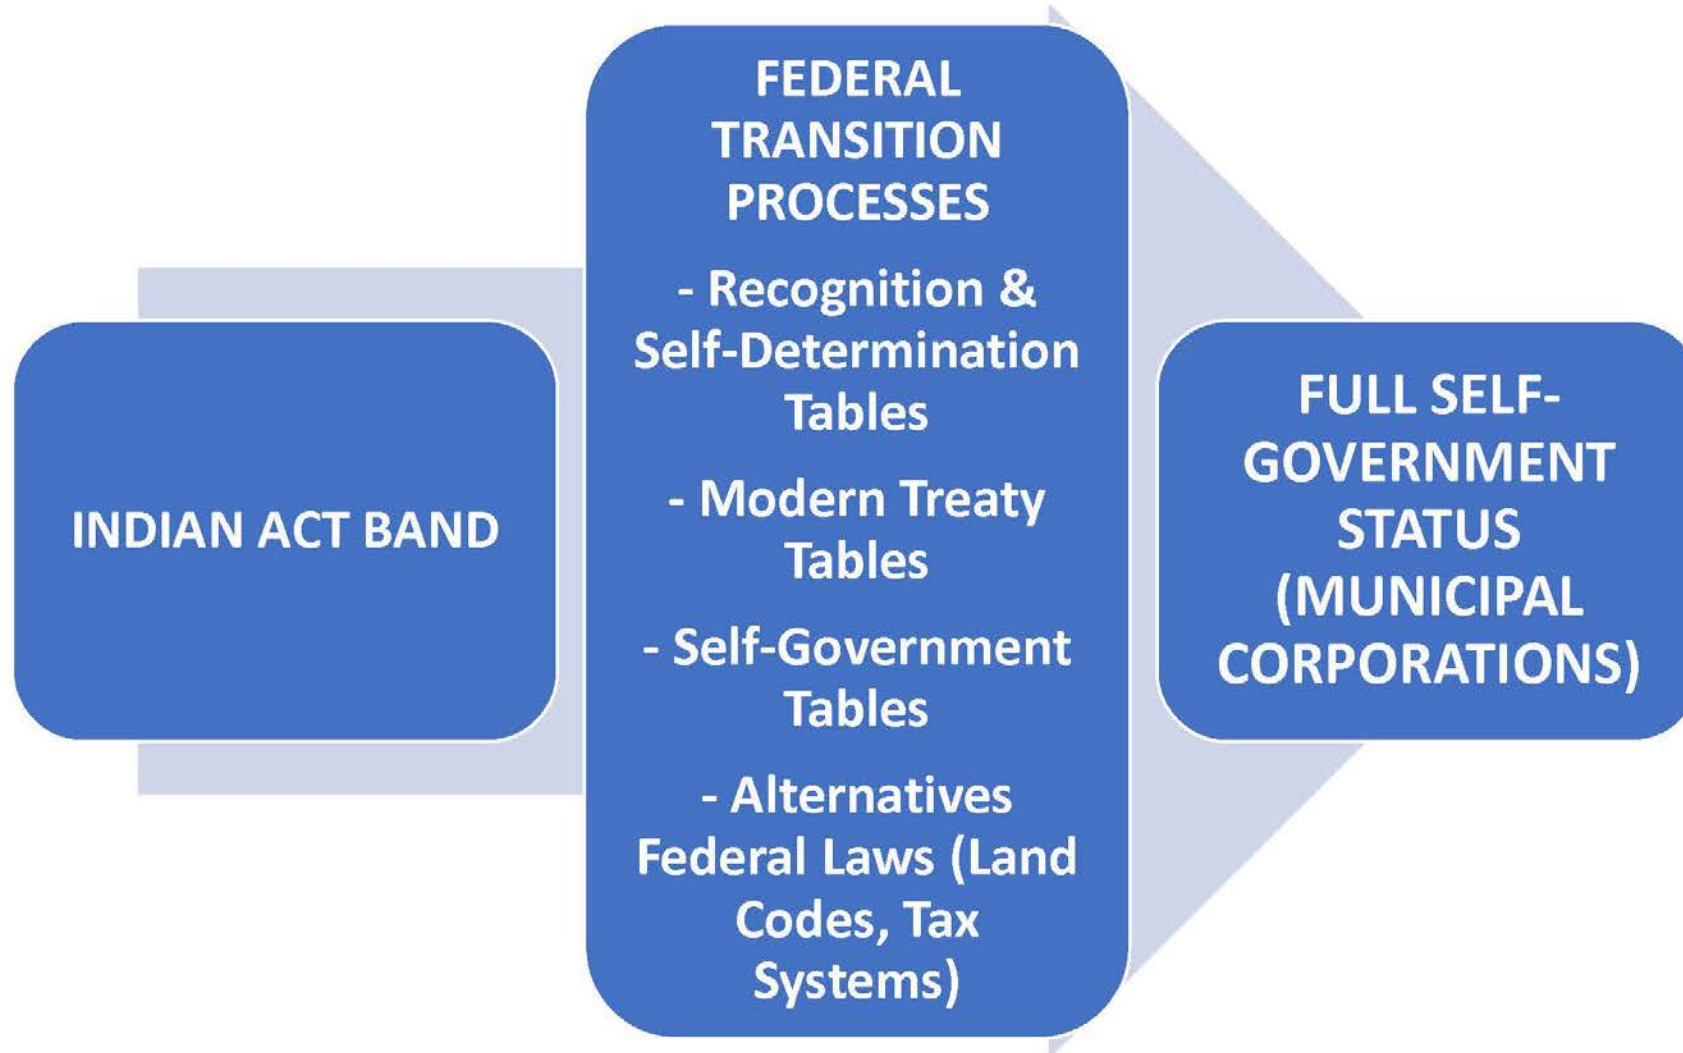 INDIAN ACT BAND
FEDERAL
TRANSITION
PROCESSES
- Recognition &
Self-Determination
Tables
- Modern Treaty
Tables
- Self-Government
Tables
- Alternatives
Federal Laws (Land
Codes, Tax
Systems)
FULL SELF-
GOVERNMENT
STATUS
(MUNICIPAL
CORPORATIONS)